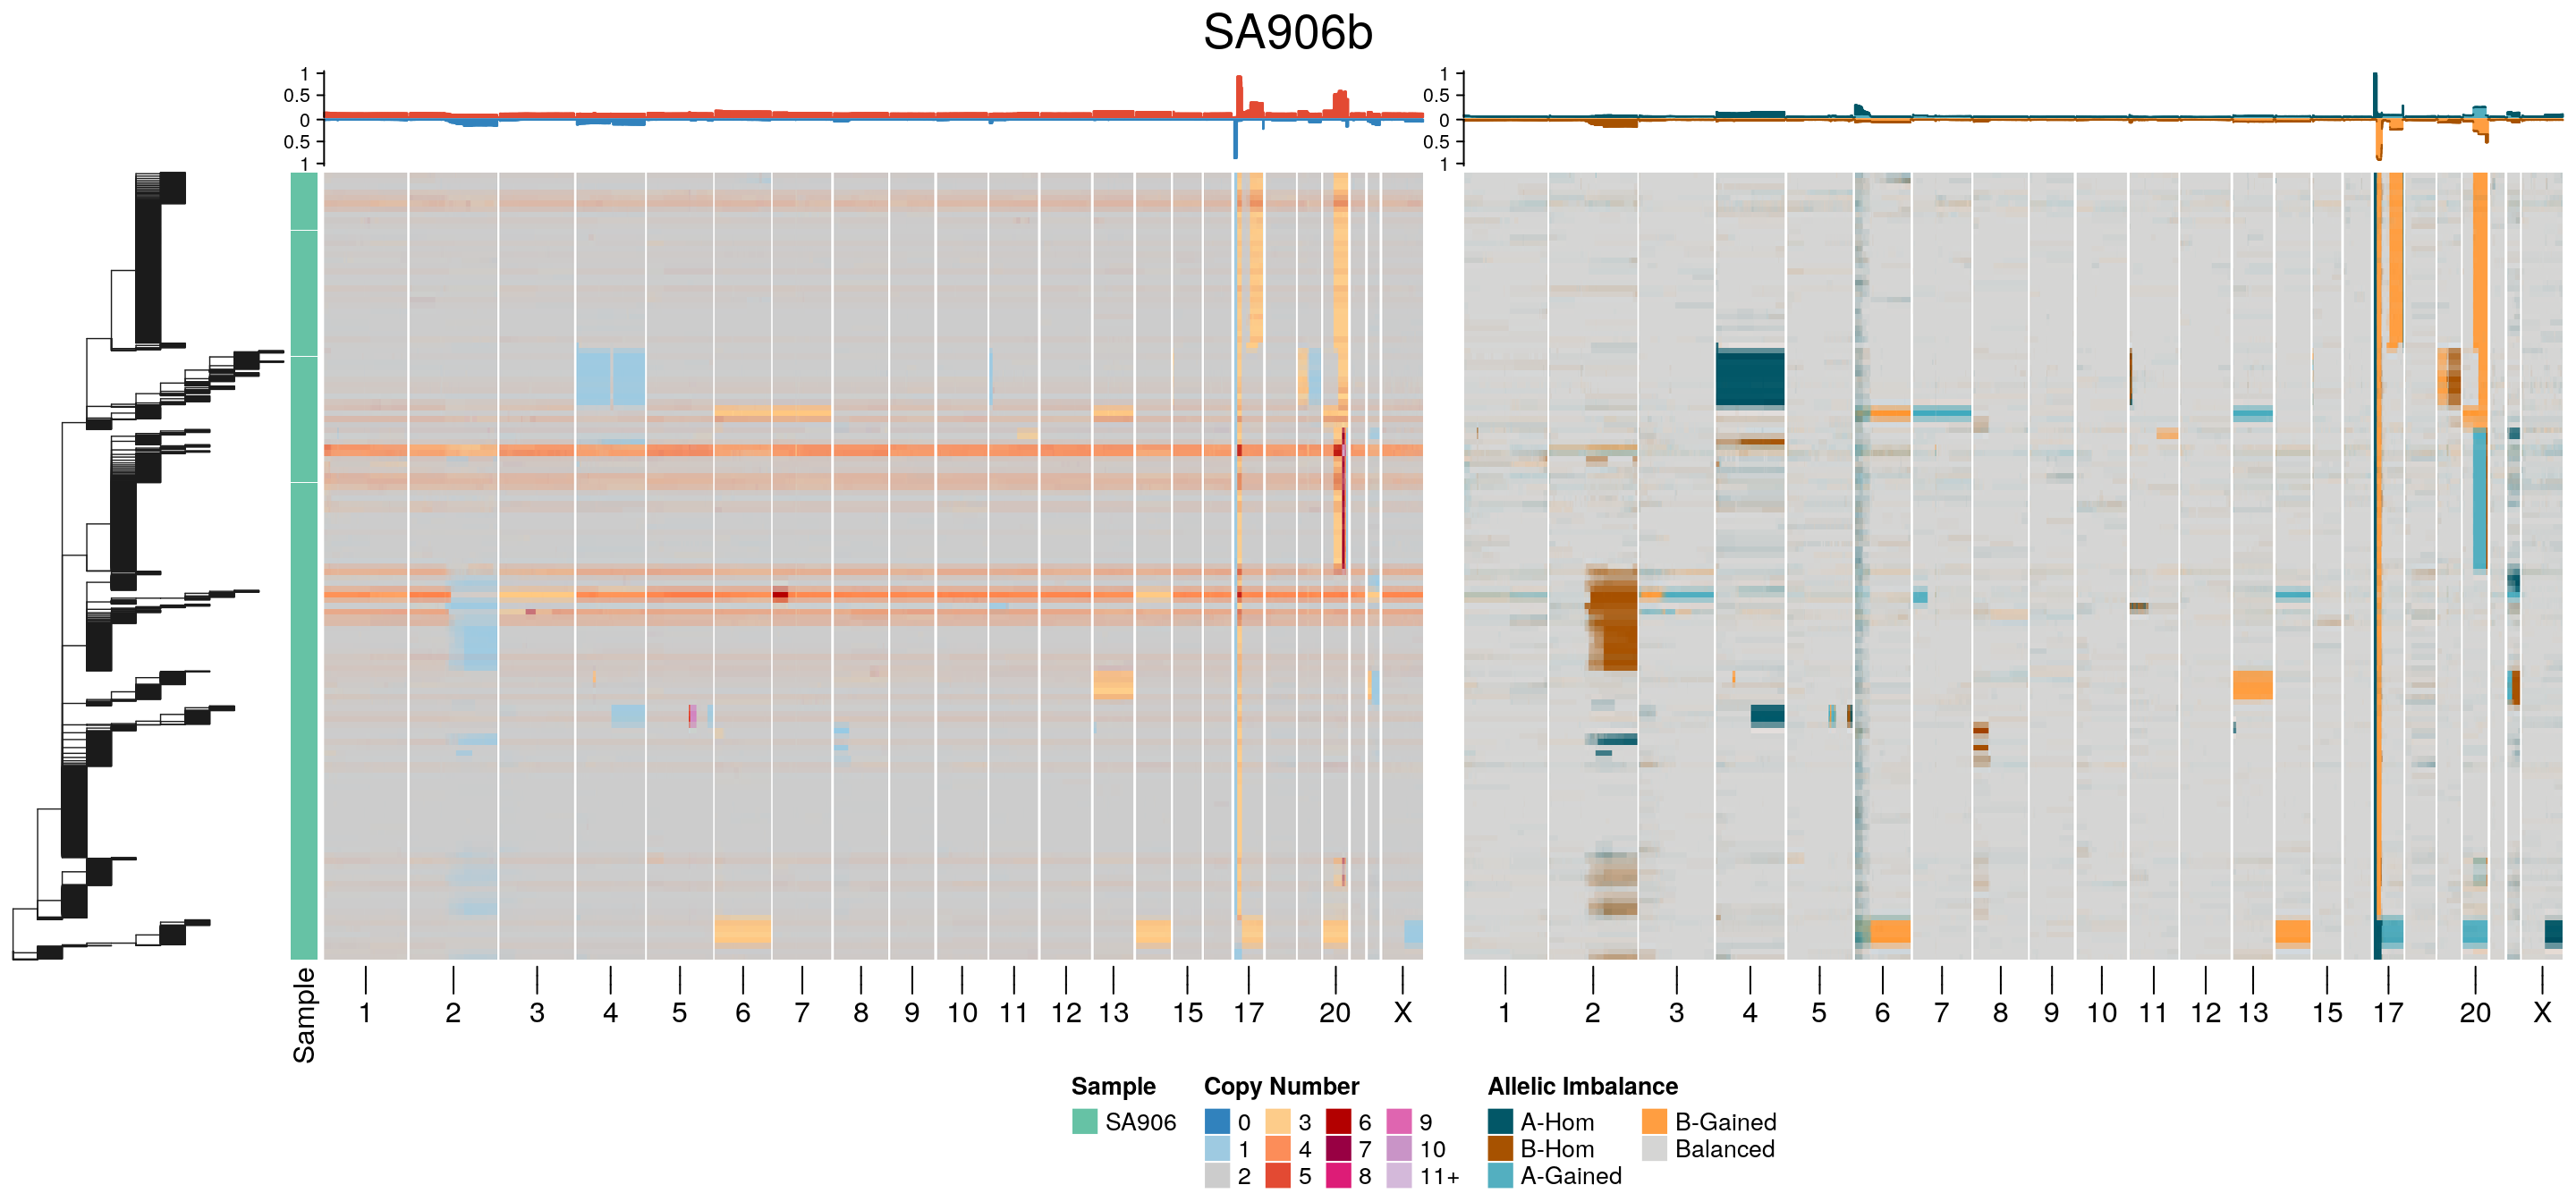 SA906b
1
0.5
0
0.5
1
1
0.5
0
0.5
1
Sample
1 2 3 4 5 6 7 8 9 10 11 12 13 15 17 20 X
1 2 3 4 5 6 7 8 9 10 11 12 13 15 17 20 X
Sample
SA906
Copy Number
0 3 6 9
1 4 7 10
2 5 8 11+
Allelic Imbalance
A-Hom B-Gained
B-Hom Balanced
A-Gained